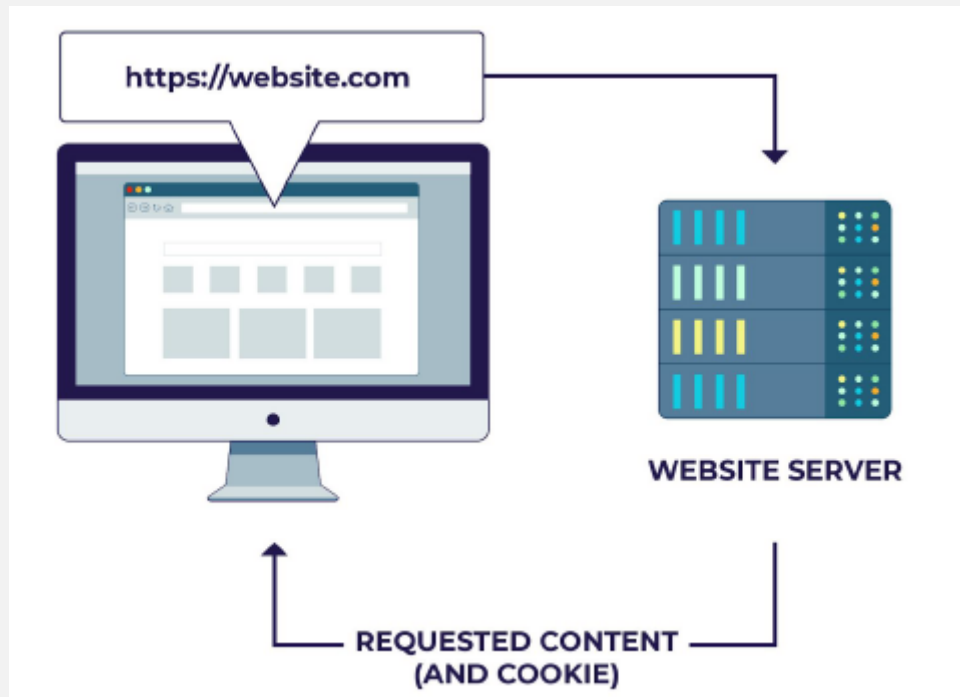 https://website.com
WEBSITE SERVER
REQUESTED CONTENT
(AND COOKIE)